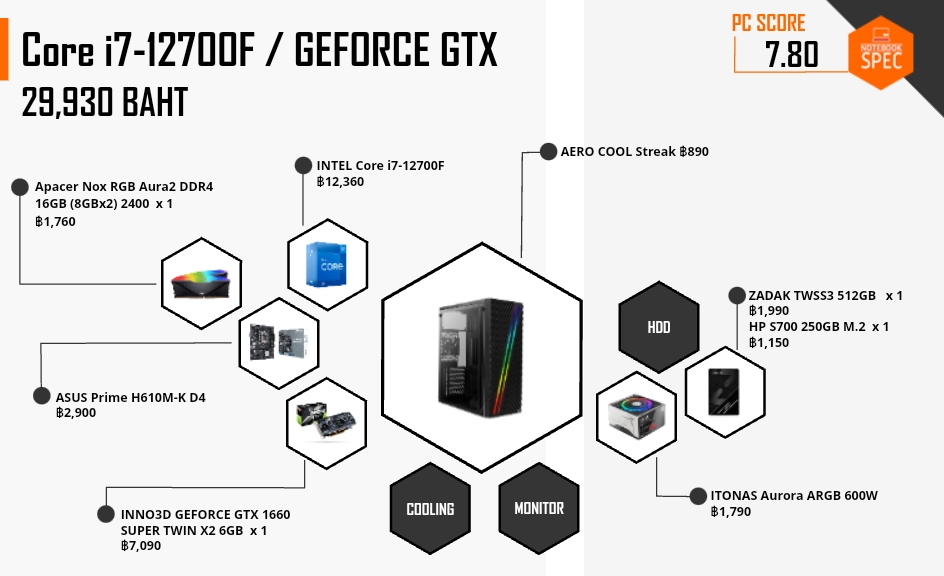 Core i7-12700F / GEFORCE GTX
29,930 BAHT
PC SCORE
7.80
NOTEBOOK
SPEC
AERO COOL Streak ฿890
INTEL Core i7-12700F
฿12,360
Apacer Nox RGB Aura2 DDR4
16GB (8GBx2) 2400 x 1
฿1,760
CORE
ZADAK TWSS3 512GB x 1
฿1,990
HP S700 250GB M.2 x 1
฿1,150
HDD
ASUS Prime H610M-K D4
฿2,900
ITONAS Aurora ARGB 600W
฿1,790
COOLING
MONITOR
INNO3D GEFORCE GTX 1660
SUPER TWIN X2 6GB x 1
฿7,090